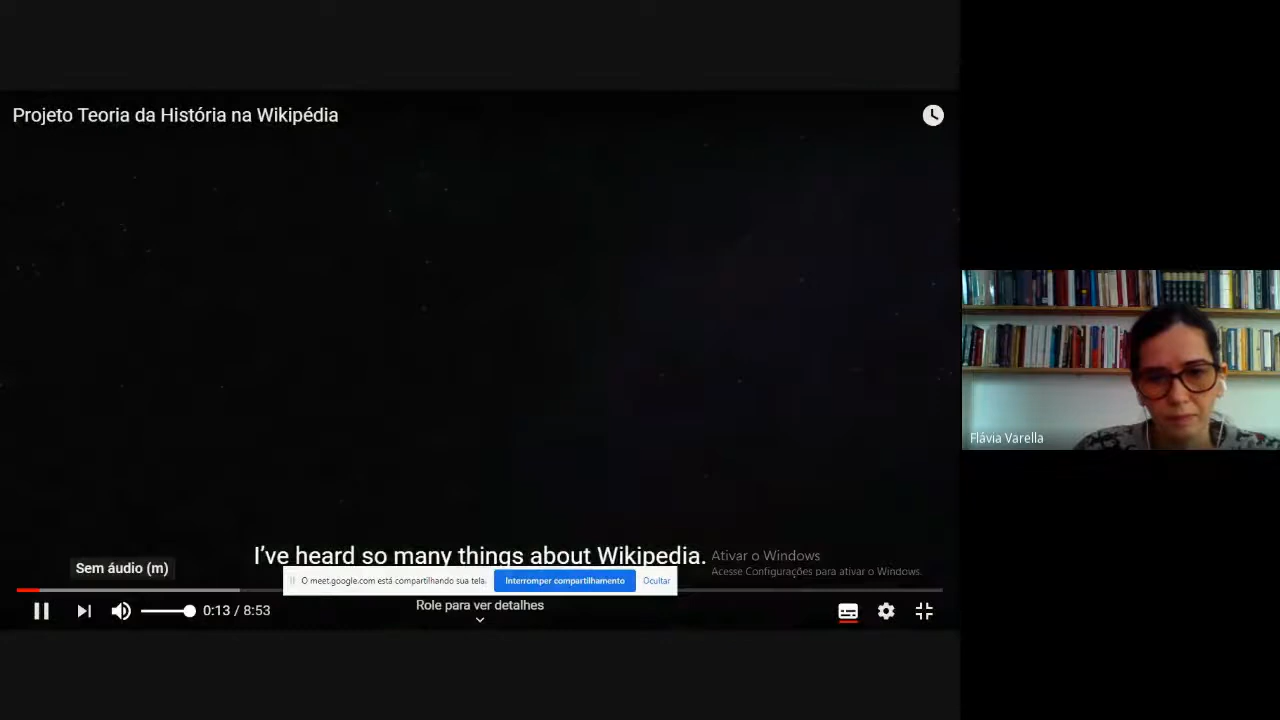 Projeto Teoria da História na Wikipédia
Flávia Varella
I’ve heard so many things about Wikipedia.
Ativar o Windows
Acesse Configurações para ativar o Windows.
Sem áudio (m)
O meet.google.com está compartilhando sua tela.
Interromper compartilhamento
Ocultar
0:13 / 8:53
Role para ver detalhes